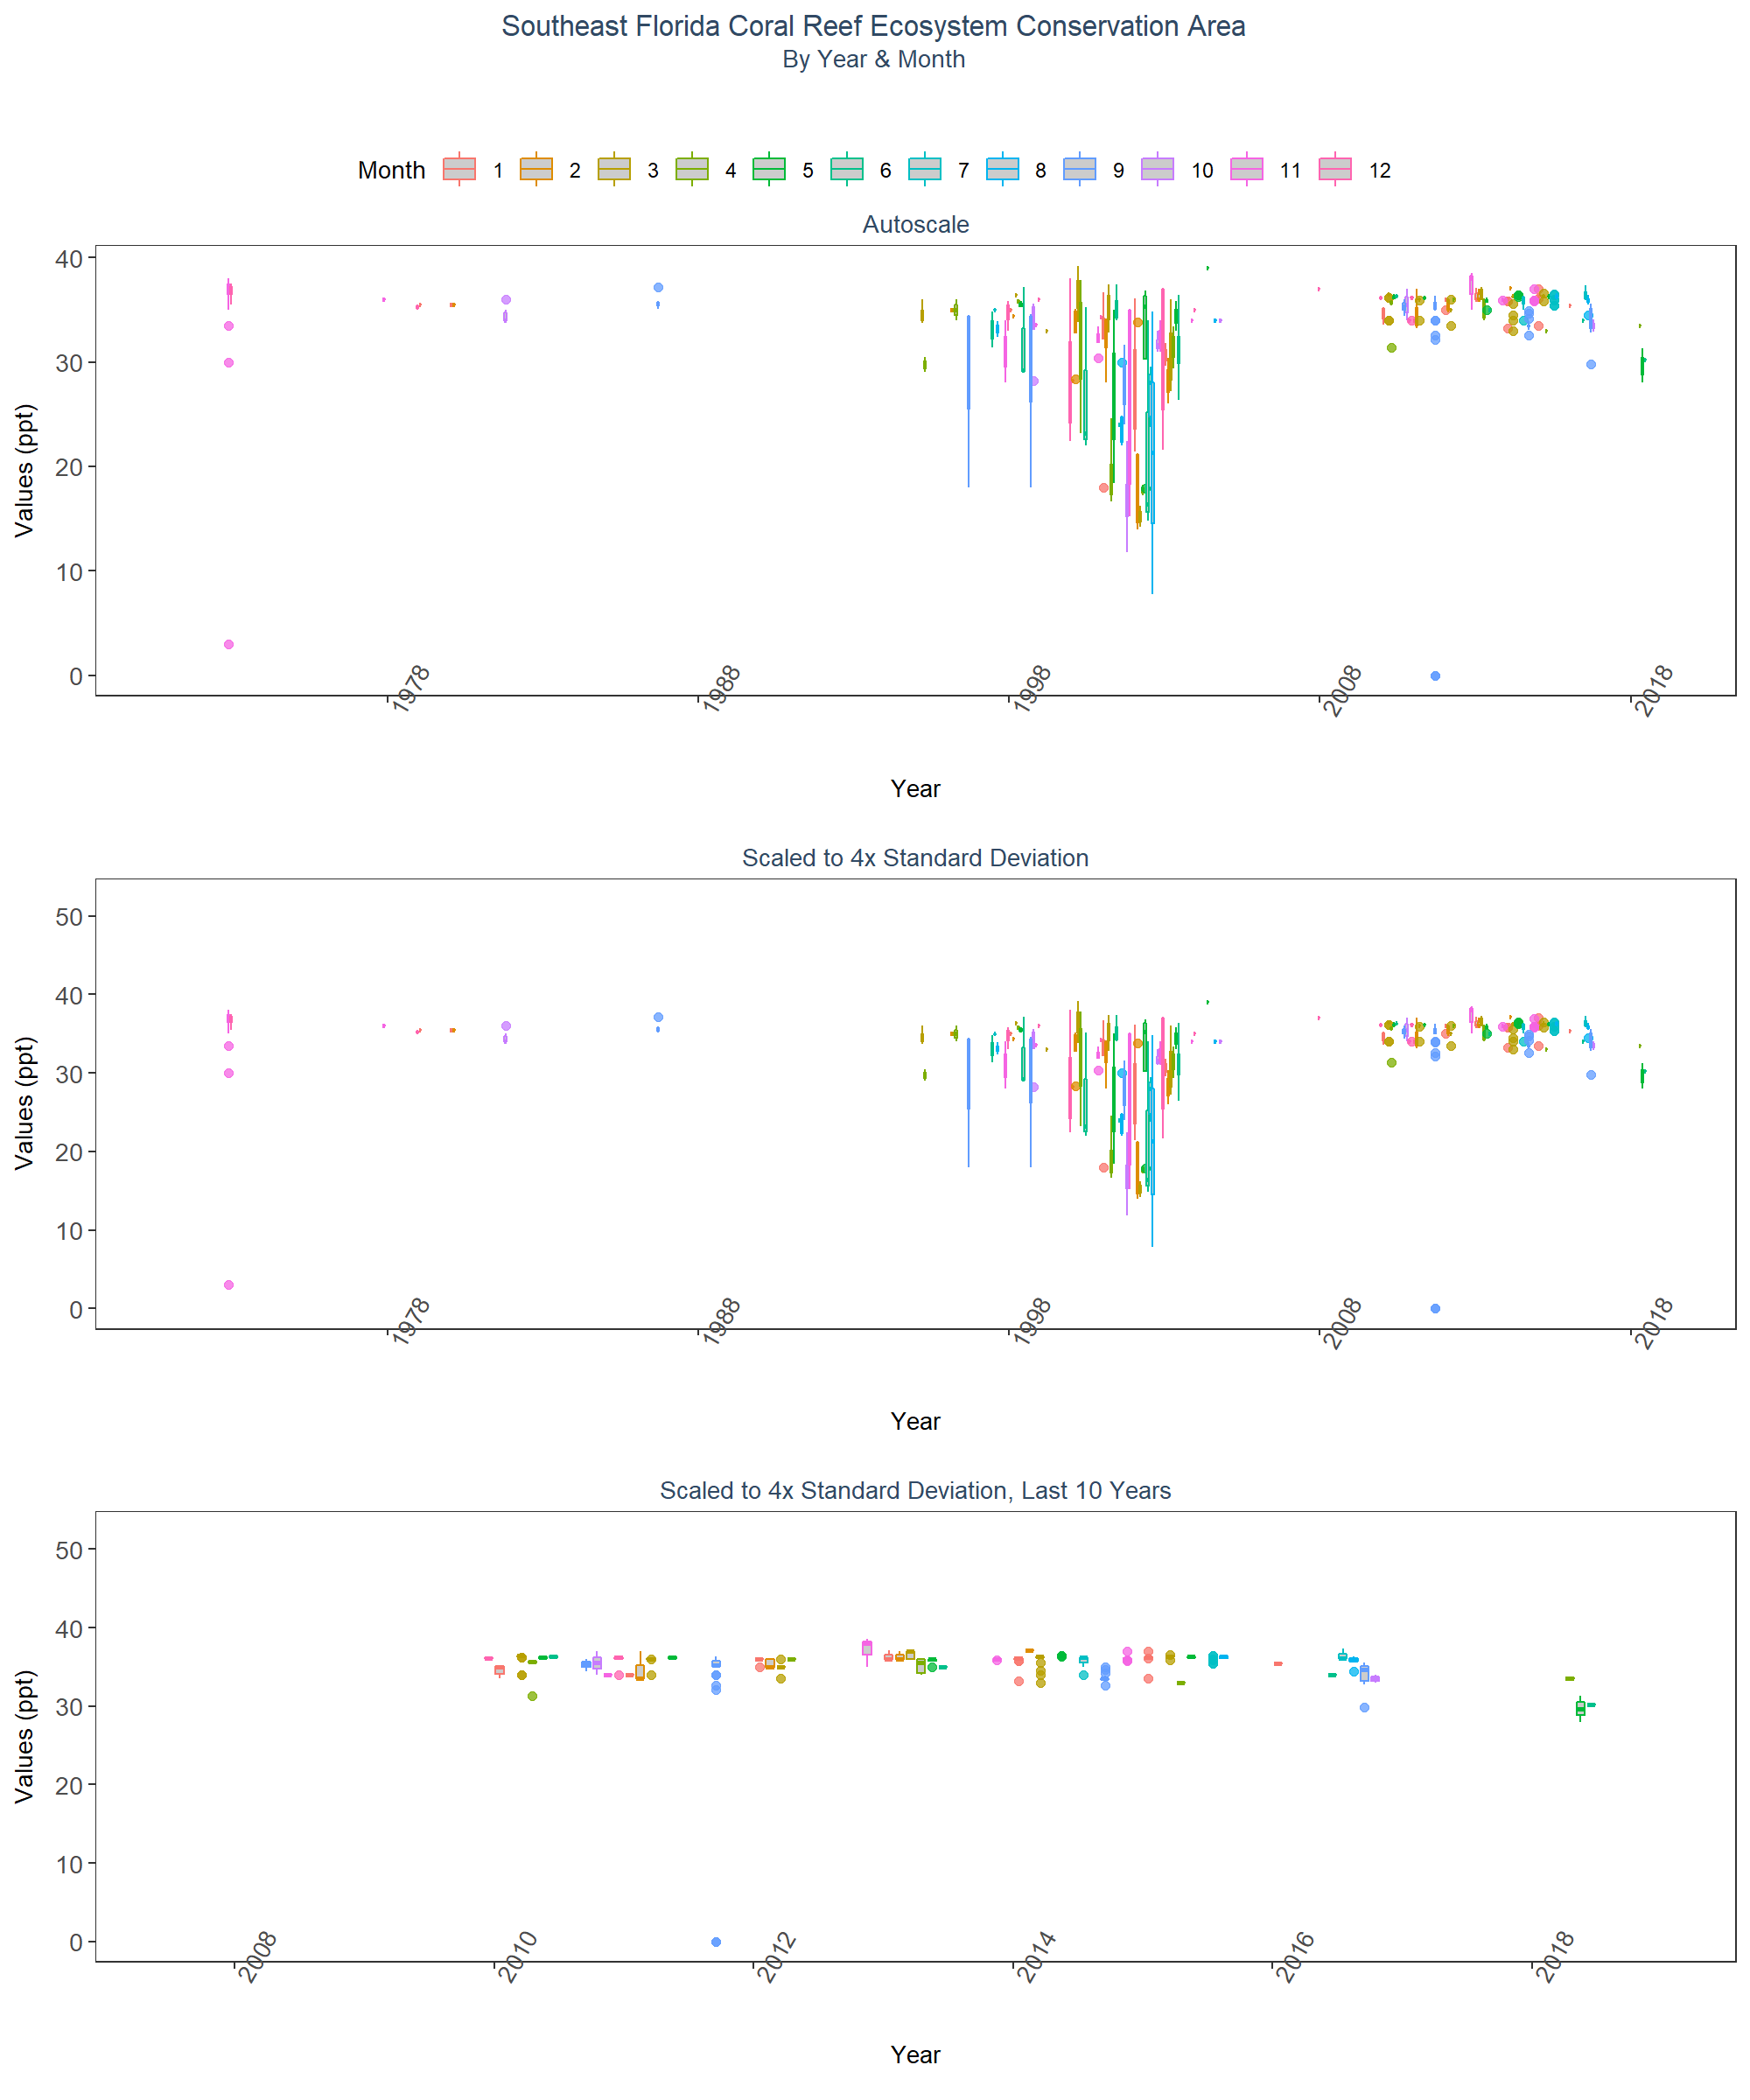 Southeast Florida Coral Reef Ecosystem Conservation Area
By Year & Month
Month 1 2 3 4 5 6 7 8 9 10 11 12
Autoscale
Values (ppt)
40
30
20
10
0
1978 1988 1998 2008 2018
Year
Scaled to 4x Standard Deviation
Values (ppt)
50
40
30
20
10
0
1978 1988 1998 2008 2018
Year
Scaled to 4x Standard Deviation, Last 10 Years
Values (ppt)
50
40
30
20
10
0
2008 2010 2012 2014 2016 2018
Year